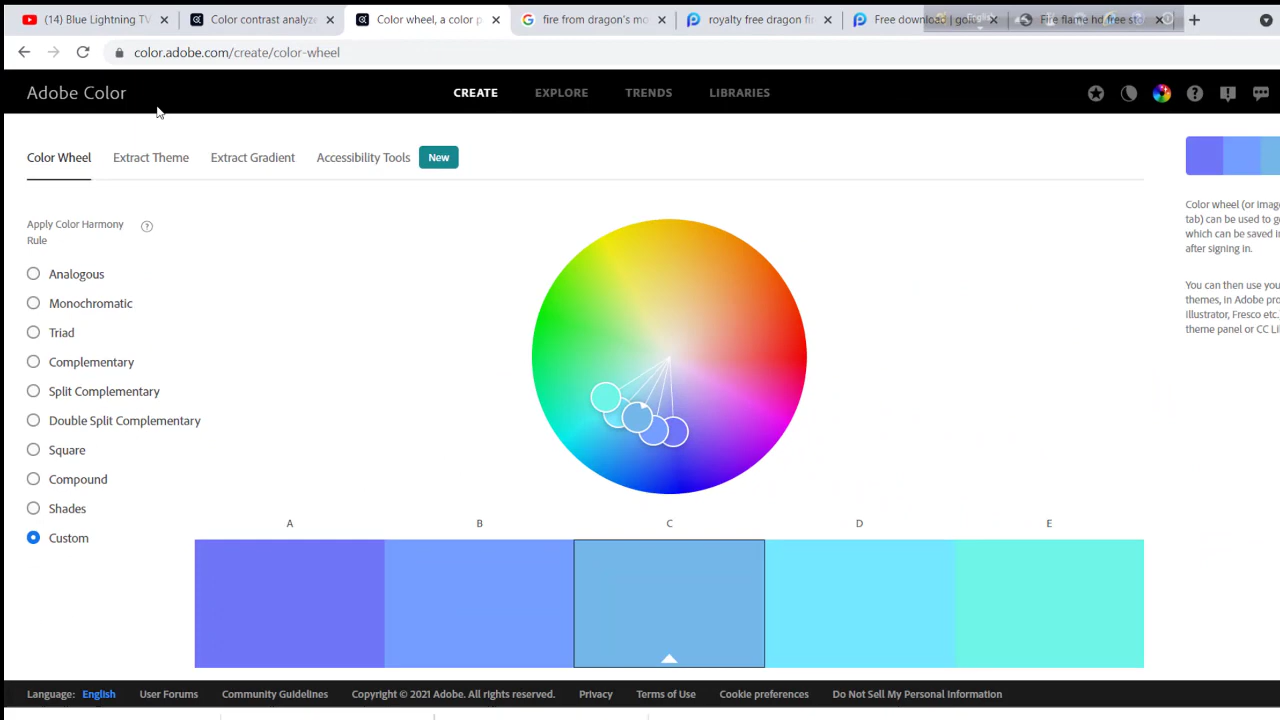 (14) Blue Lightning TV
Color contrast analyze
Color wheel, a color p
fire from dragon's mo
royalty free dragon fi
Free download
Fire flame hd free sto
color.adobe.com/create/color-wheel
Adobe Color
CREATE
EXPLORE
TRENDS
LIBRARIES
Color Wheel
Extract Theme
Extract Gradient
Accessibility Tools
New
Apply Color Harmony
Rule
Analogous
Monochromatic
Triad
Complementary
Split Complementary
Double Split Complementary
Square
Compound
Shades
Custom
A
B
C
D
E
Color wheel (or imag
tab) can be used to g
which can be saved i
after signing in.
You can then use you
themes, in Adobe pro
illustrator, Fresco etc.
theme panel or CC Li
Language: English
User Forums
Community Guidelines
Copyright © 2021 Adobe. All rights reserved.
Privacy
Terms of Use
Cookie preferences
Do Not Sell My Personal Information